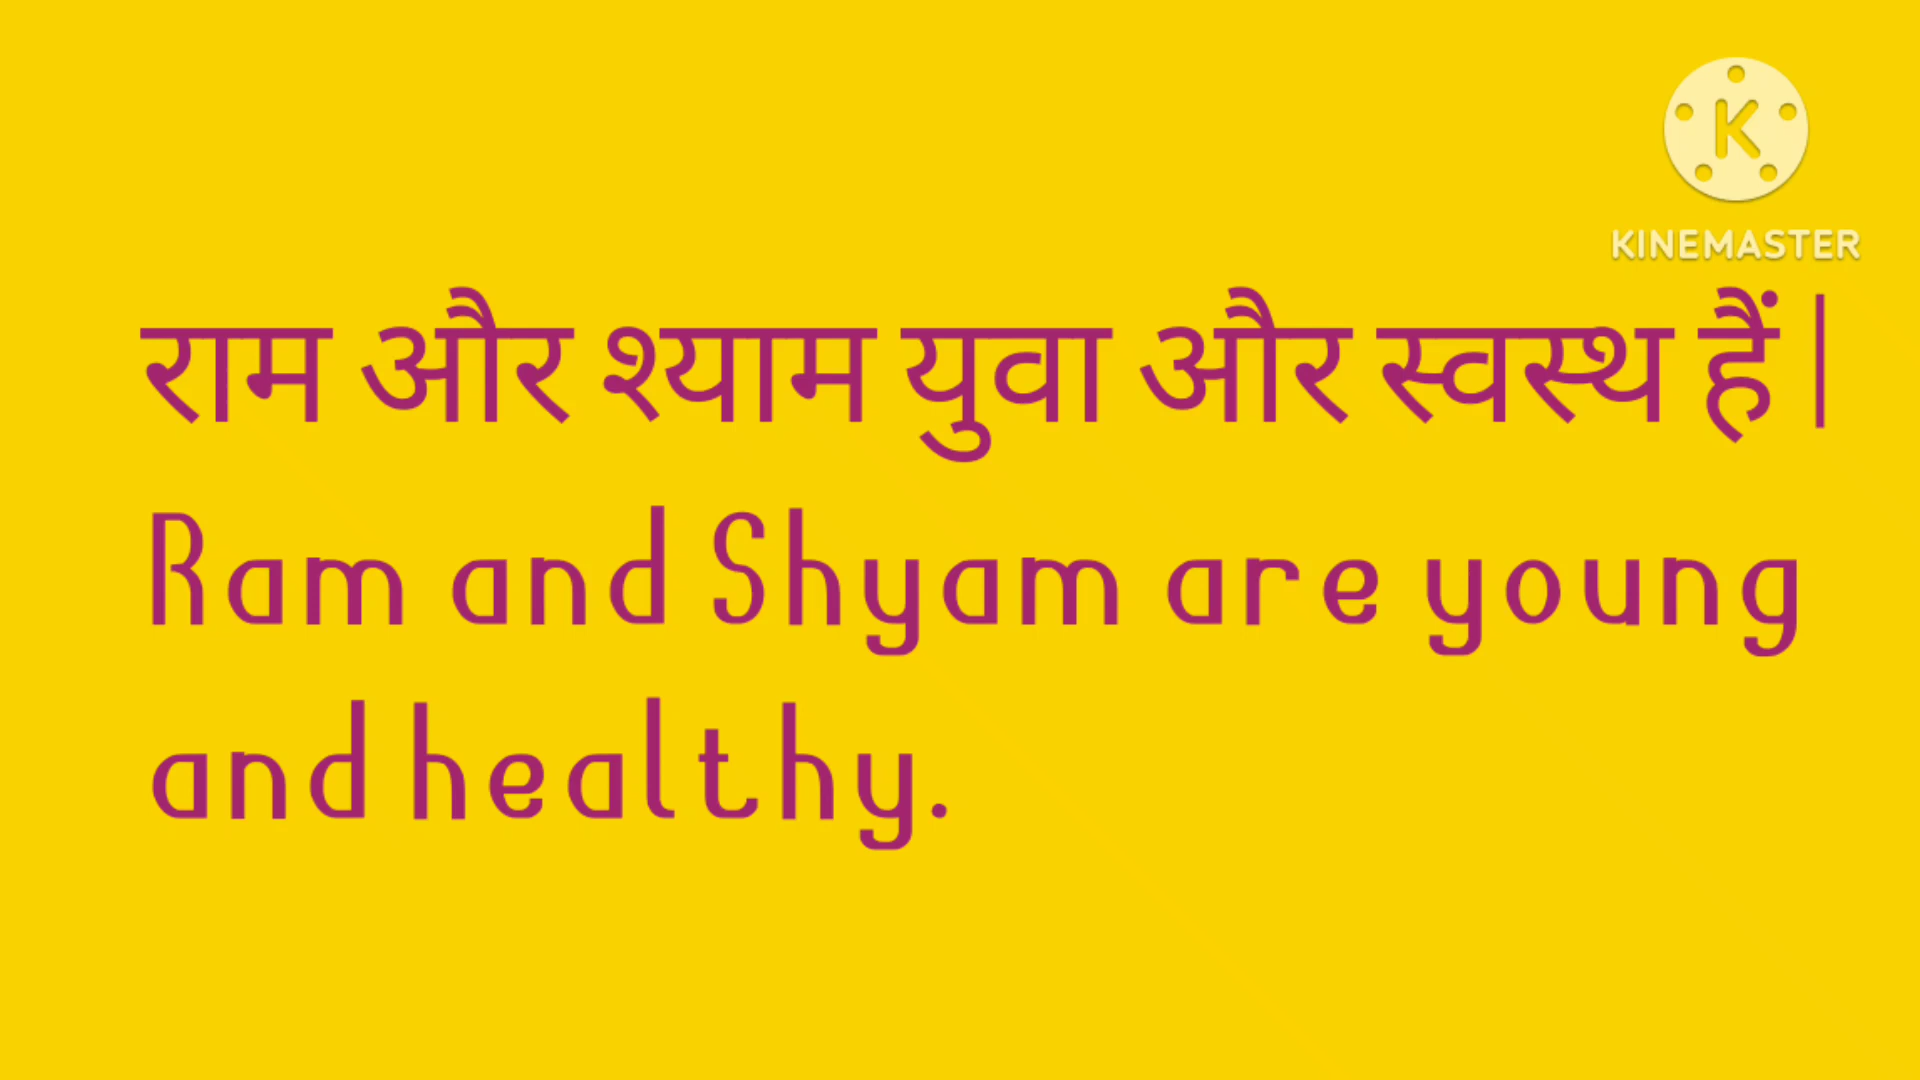 KINEMASTER
राम और श्याम युवा और स्वस्थ हैं |
Ram and Shyam are young
and healthy.